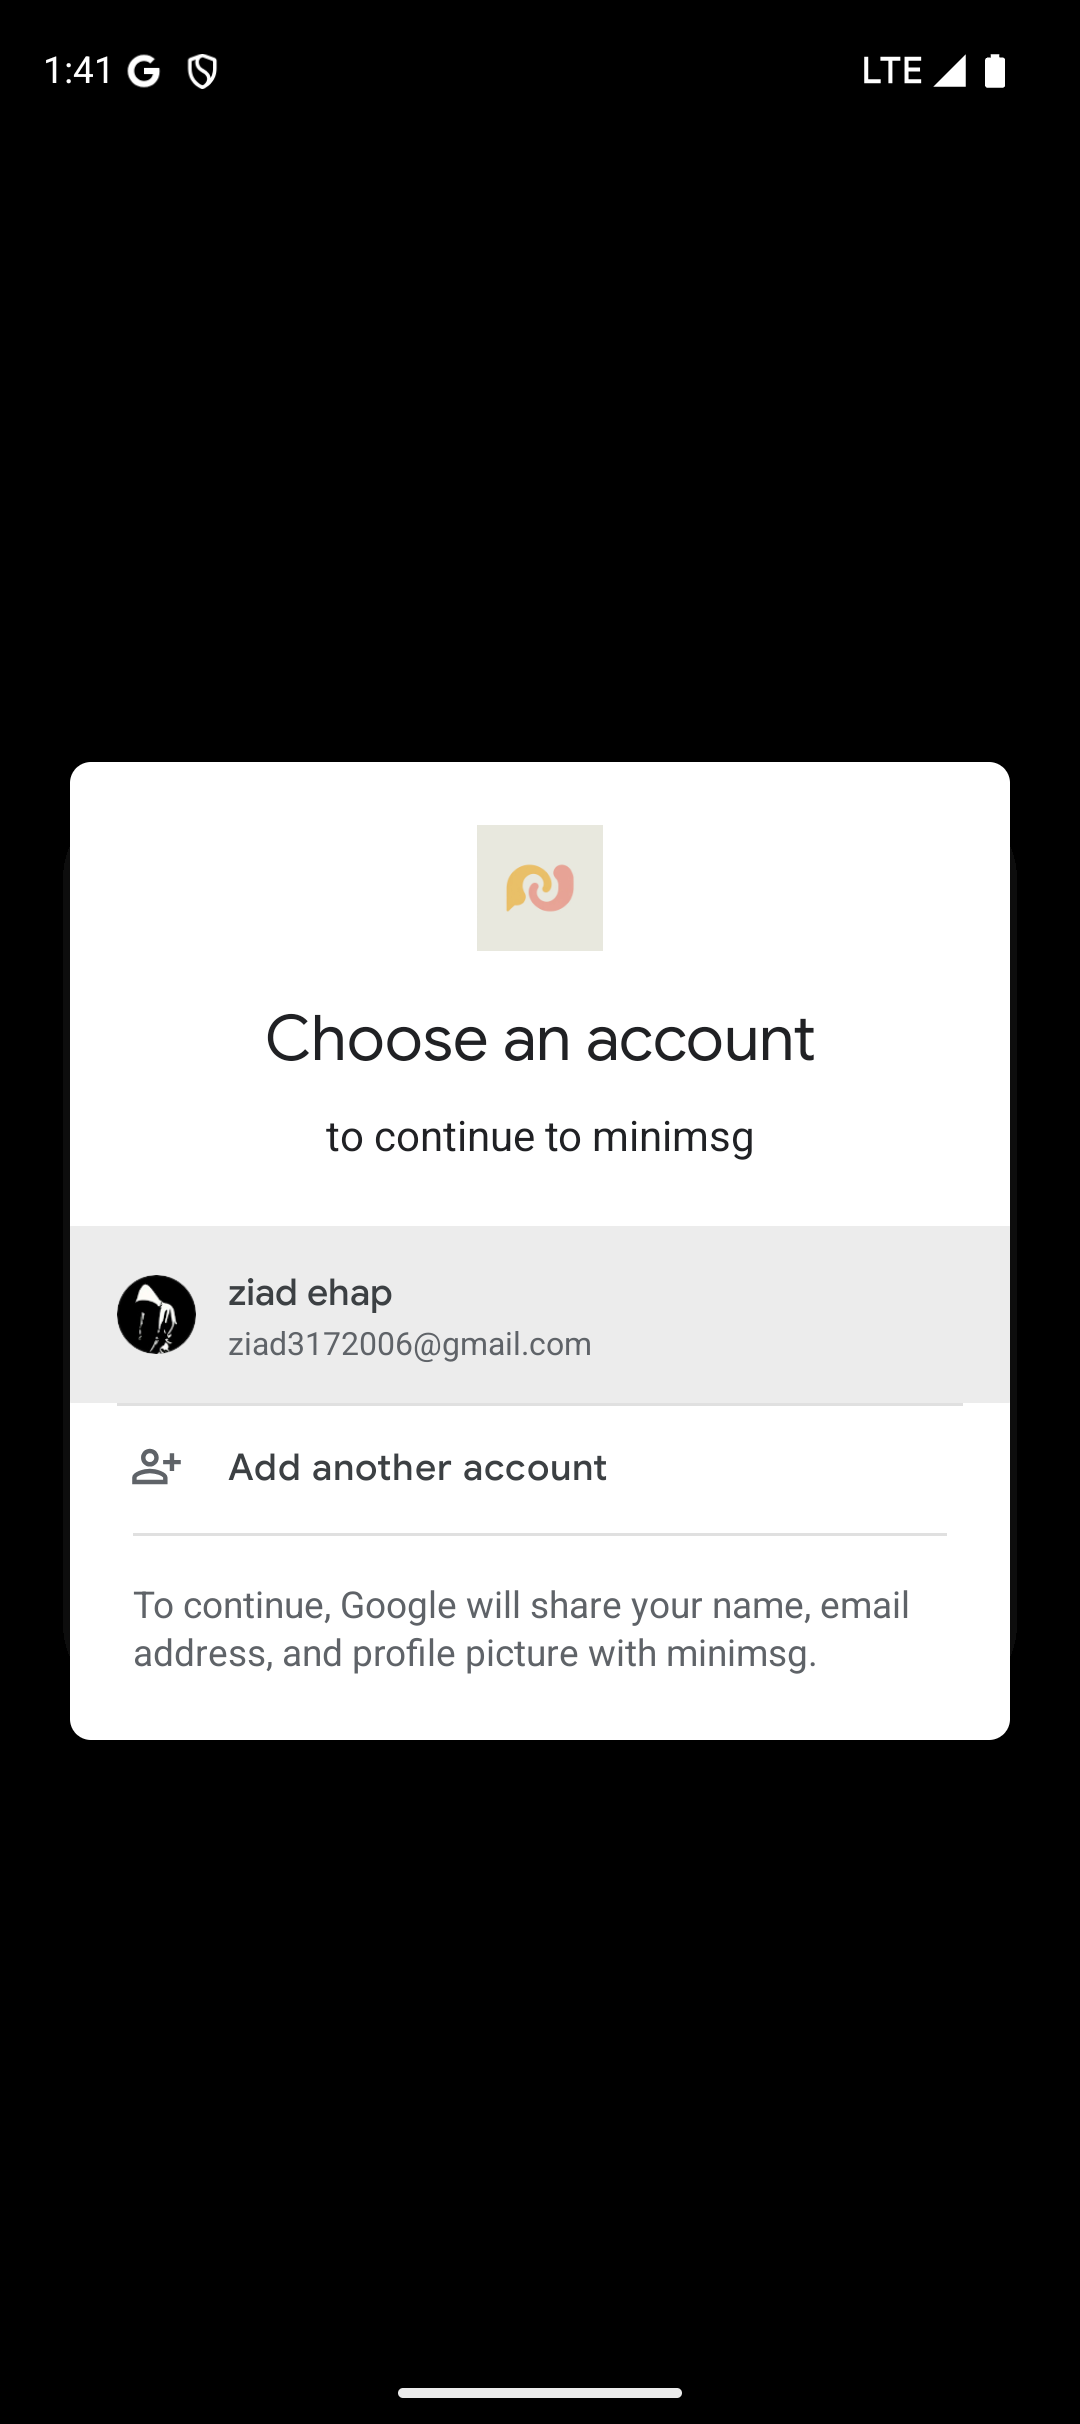 1:41
LTE
Choose an account
to continue to minimsg
ziad ehap
ziad3172006@gmail.com
Add another account
To continue, Google will share your name, email
address, and profile picture with minimsg.